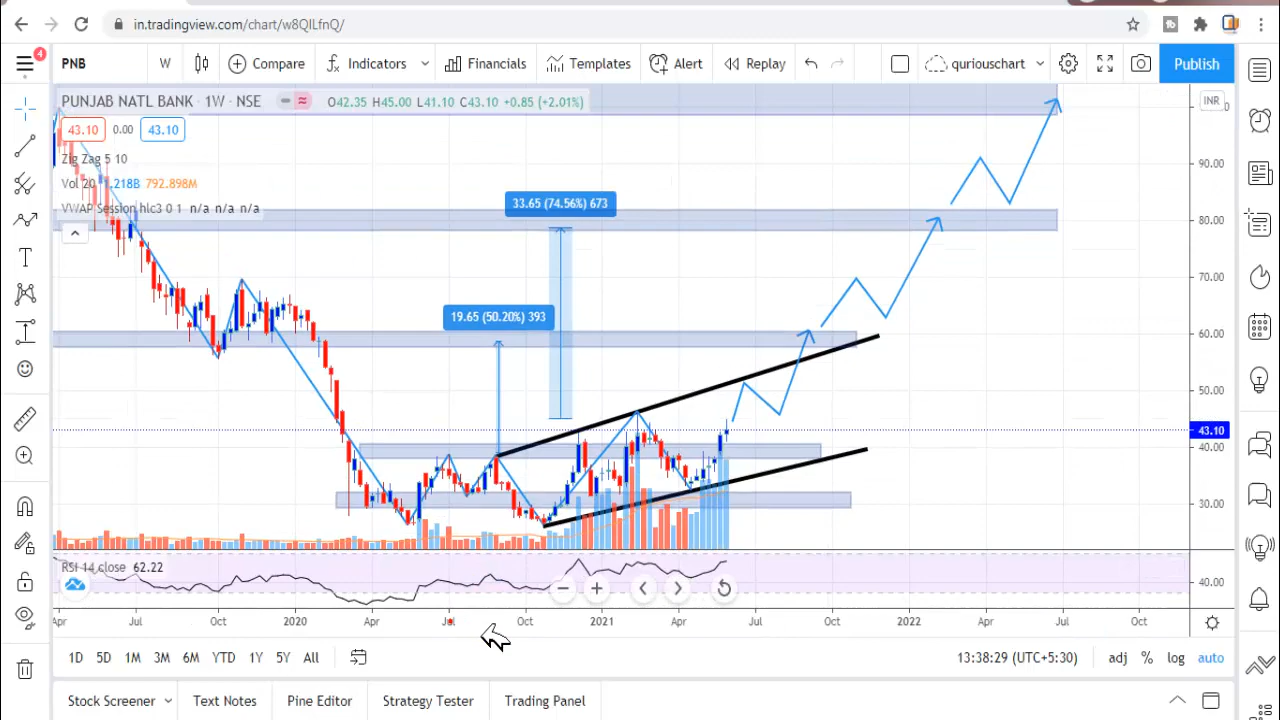 in.tradingview.com/chart/w8QILfnQ/
4
PNB
W
Compare
Indicators
Financials
Templates
Alert
Replay
quriouschart
Publish
PUNJAB NATL BANK · 1W · NSE
O42.35 H45.00 L41.10 C43.10 +0.85 (+2.01%)
INR
43.10 0.00 43.10
Zig Zag 5 10
Vol 20 1.218B 792.898M
VWAP Session hlc3 0 1 n/a n/a n/a
33.65 (74.56%) 673
19.65 (50.20%) 393
90.00
80.00
70.00
60.00
50.00
43.10
40.00
30.00
RSI 14 close 62.22
40.00
Apr Jul Oct 2020 Apr Jul Oct 2021 Apr Jul Oct 2022 Apr Jul Oct
1D 5D 1M 3M 6M YTD 1Y 5Y All
13:38:29 (UTC+5:30)
adj % log auto
Stock Screener
Text Notes
Pine Editor
Strategy Tester
Trading Panel